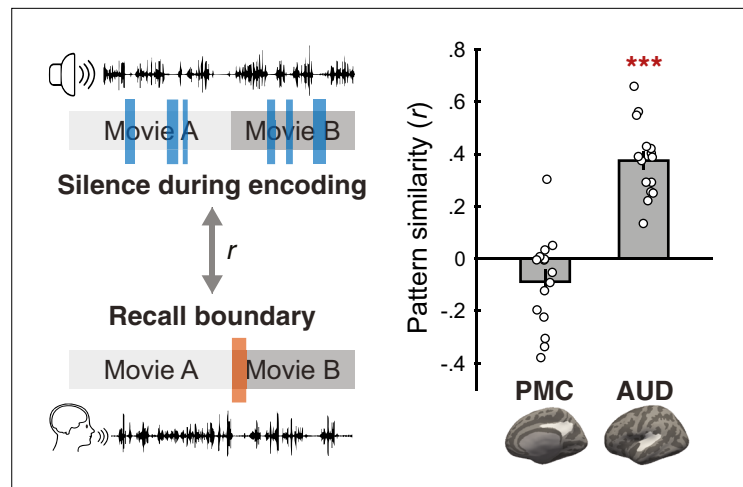 Movie A
Movie B
Silence during encoding
r
Recall boundary
Movie A
Movie B
Pattern similarity (r)
.8
.6
.4
.2
0
-.2
-.4
***
PMC
AUD